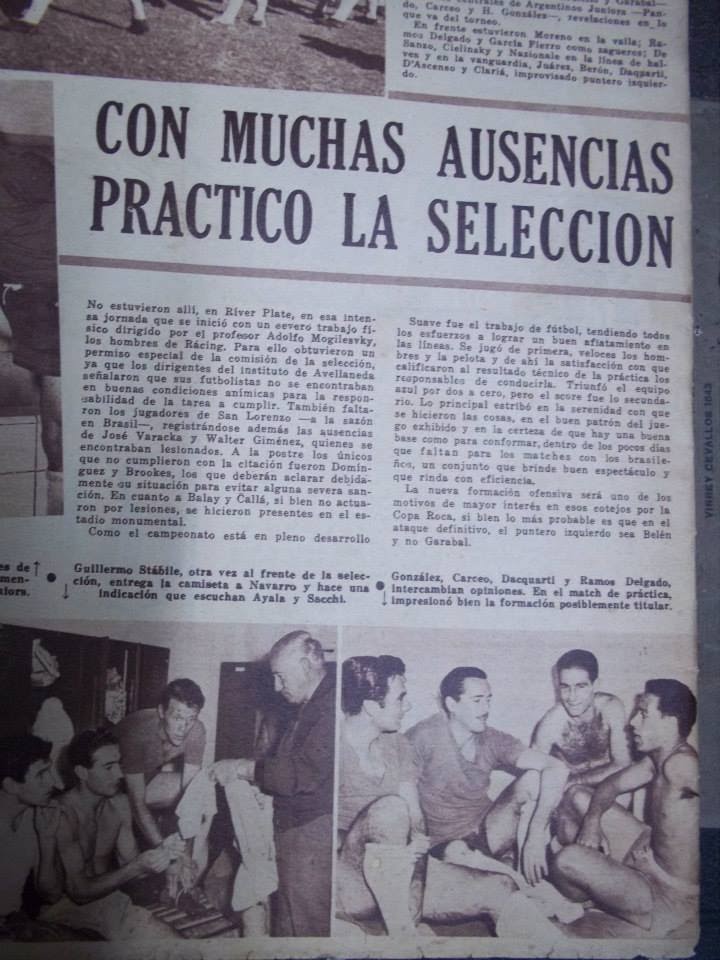 centrales de Argentinos Juniors —Pan-
do, Carceo y H. González—, revelaciones en lo
que va del torneo.
En frente estuvieron Moreno en la valla; Ra-
mos Delgado y García Fierro como zagueros; De
Sanzo, Cielinsky y Nazionale en la línea de hal-
ves y en la vanguardia, Juárez, Berón, Daquarti,
D'Ascenso y Clariá, improvisado puntero izquier-
do.
CON MUCHAS AUSENCIAS
PRACTICO LA SELECCION
No estuvieron allí, en River Plate, en esa inten-
sa jornada que se inició con un severo trabajo fí-
sico dirigido por el profesor Adolfo Mogilesvky,
los hombres de Rácing. Para ello obtuvieron un
permiso especial de la comisión de la selección,
ya que los dirigentes del instituto de Avellaneda
señalaron que sus futbolistas no se encontraban
en buenas condiciones anímicas para la respon-
sabilidad de la tarea a cumplir. También falta-
ron los jugadores de San Lorenzo —a la sazón
en Brasil—, registrándose además las ausencias
de José Varacka y Walter Giménez, quienes se
encontraban lesionados. A la postre los únicos
que no cumplieron con la citación fueron Domín-
guez y Brookes, los que deberán aclarar debida-
mente su situación para evitar alguna severa san-
ción. En cuanto a Balay y Callá, si bien no actua-
ron por lesiones, se hicieron presentes en el es-
tadio monumental.
Como el campeonato está en pleno desarrollo
Suave fue el trabajo de fútbol, tendiendo todos
los esfuerzos a lograr un buen afiatamiento en
las líneas. Se jugó de primera, veloces los hom-
bres y la pelota y de ahí la satisfacción con que
calificaron al resultado técnico de la práctica los
responsables de conducirla. Triunfó el equipo
azul por dos a cero, pero el score fue lo secunda-
rio. Lo principal estribó en la serenidad con que
se hicieron las cosas, en el buen patrón del jue-
go exhibido y en la certeza de que hay una buena
base como para conformar, dentro de los pocos días
que faltan para los matches con los brasile-
ños, un conjunto que brinde buen espectáculo y
que rinda con eficiencia.
La nueva formación ofensiva será uno de los
motivos de mayor interés en esos cotejos por la
Copa Roca, si bien lo más probable es que en el
ataque definitivo, el puntero izquierdo sea Belén
y no Garabal.
Guillermo Stábile, otra vez al frente de la selec-
ción, entrega la camiseta a Navarro y hace una
indicación que escuchan Ayala y Sacchi.
González, Carceo, Dacquarti y Ramos Delgado,
intercambian opiniones. En el match de práctica,
impresionó bien la formación posiblemente titular.
VIRREY CEVALLOS 1643